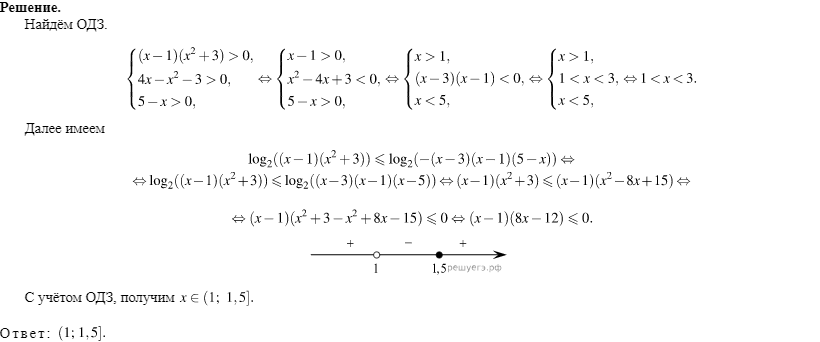 Решение.
Найдём ОДЗ.
{(x−1)(x²+3)>0, 4x−x²−3>0, 5−x>0, ⇔ {x−1>0, x²−4x+3<0, 5−x>0, ⇔ {x>1, (x−3)(x−1)<0, x<5, ⇔ {x>1, 1<x<3, x<5, ⇔ 1<x<3.
Далее имеем
log₂((x−1)(x²+3)) ⩽ log₂(−(x−3)(x−1)(5−x)) ⇔
⇔ log₂((x−1)(x²+3)) ⩽ log₂((x−3)(x−1)(x−5)) ⇔ (x−1)(x²+3) ⩽ (x−1)(x²−8x+15) ⇔
⇔ (x−1)(x²+3−x²+8x−15) ⩽ 0 ⇔ (x−1)(8x−12) ⩽ 0.
+ − +
1 1,5 решуегэ.рф
С учётом ОДЗ, получим x ∈ (1; 1,5].
Ответ: (1; 1,5].